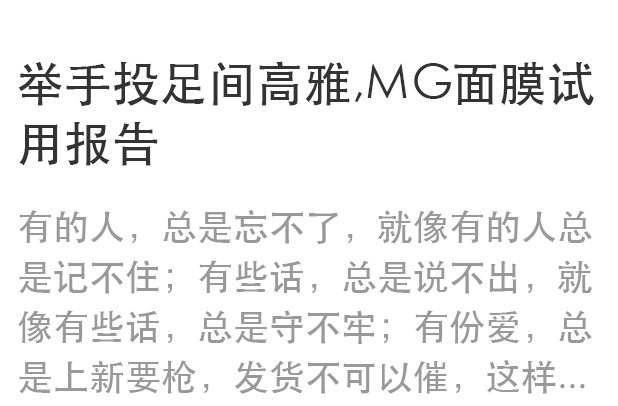 举手投足间高雅,MG面膜试
用报告
有的人，总是忘不了，就像有的人总
是记不住；有些话，总是说不出，就
像有些话，总是守不牢；有份爱，总
是上新要枪，发货不可以催，这样...